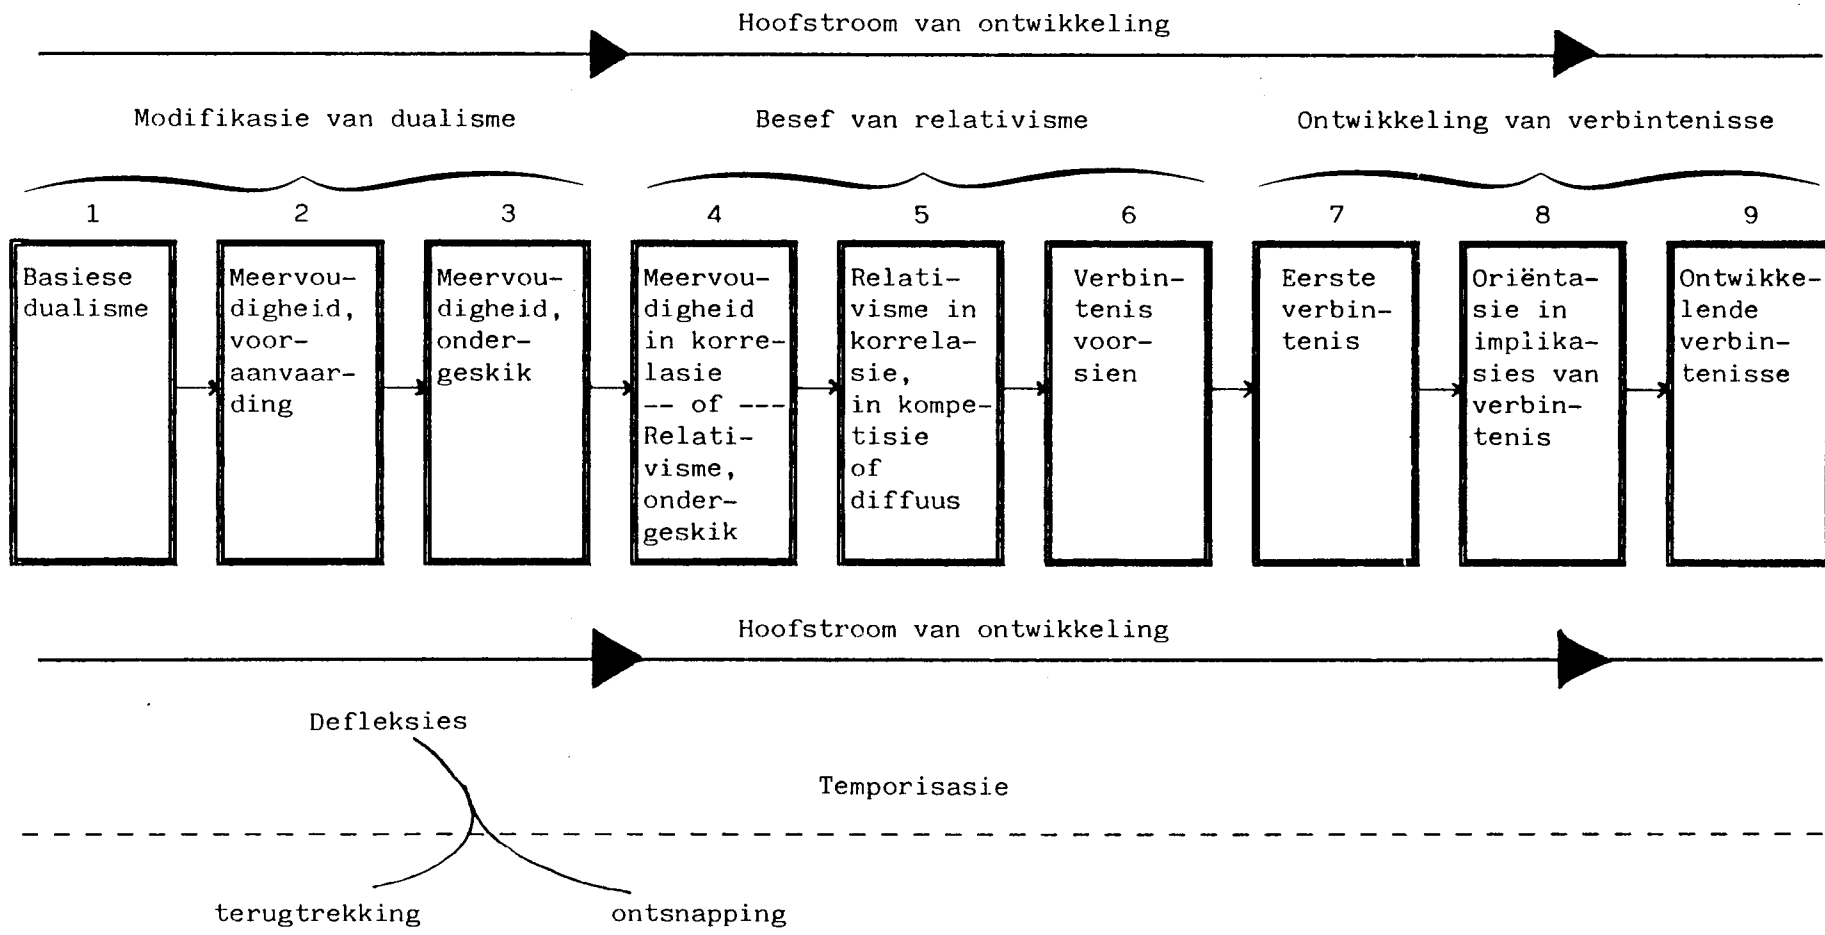 Hoofstroom van ontwikkeling
Modifikasie van dualisme
Besef van relativisme
Ontwikkeling van verbintenisse
1
2
3
4
5
6
7
8
9
Basiese
dualisme
Meervou-
digheid,
voor-
aanvaar-
ding
Meervou-
digheid,
onder-
geskik
Meervou-
digheid
in korre-
lasie
-- of ---
Relati-
visme,
onder-
geskik
Relati-
visme in
korrela-
sie,
in kompe-
tisie
of
diffuus
Verbin-
tenis
voor-
sien
Eerste
verbin-
tenis
Oriënta-
sie in
implika-
sies van
verbin-
tenis
Ontwikke-
lende
verbin-
tenisse
Hoofstroom van ontwikkeling
Defleksies
Temporisasie
terugtrekking
ontsnapping